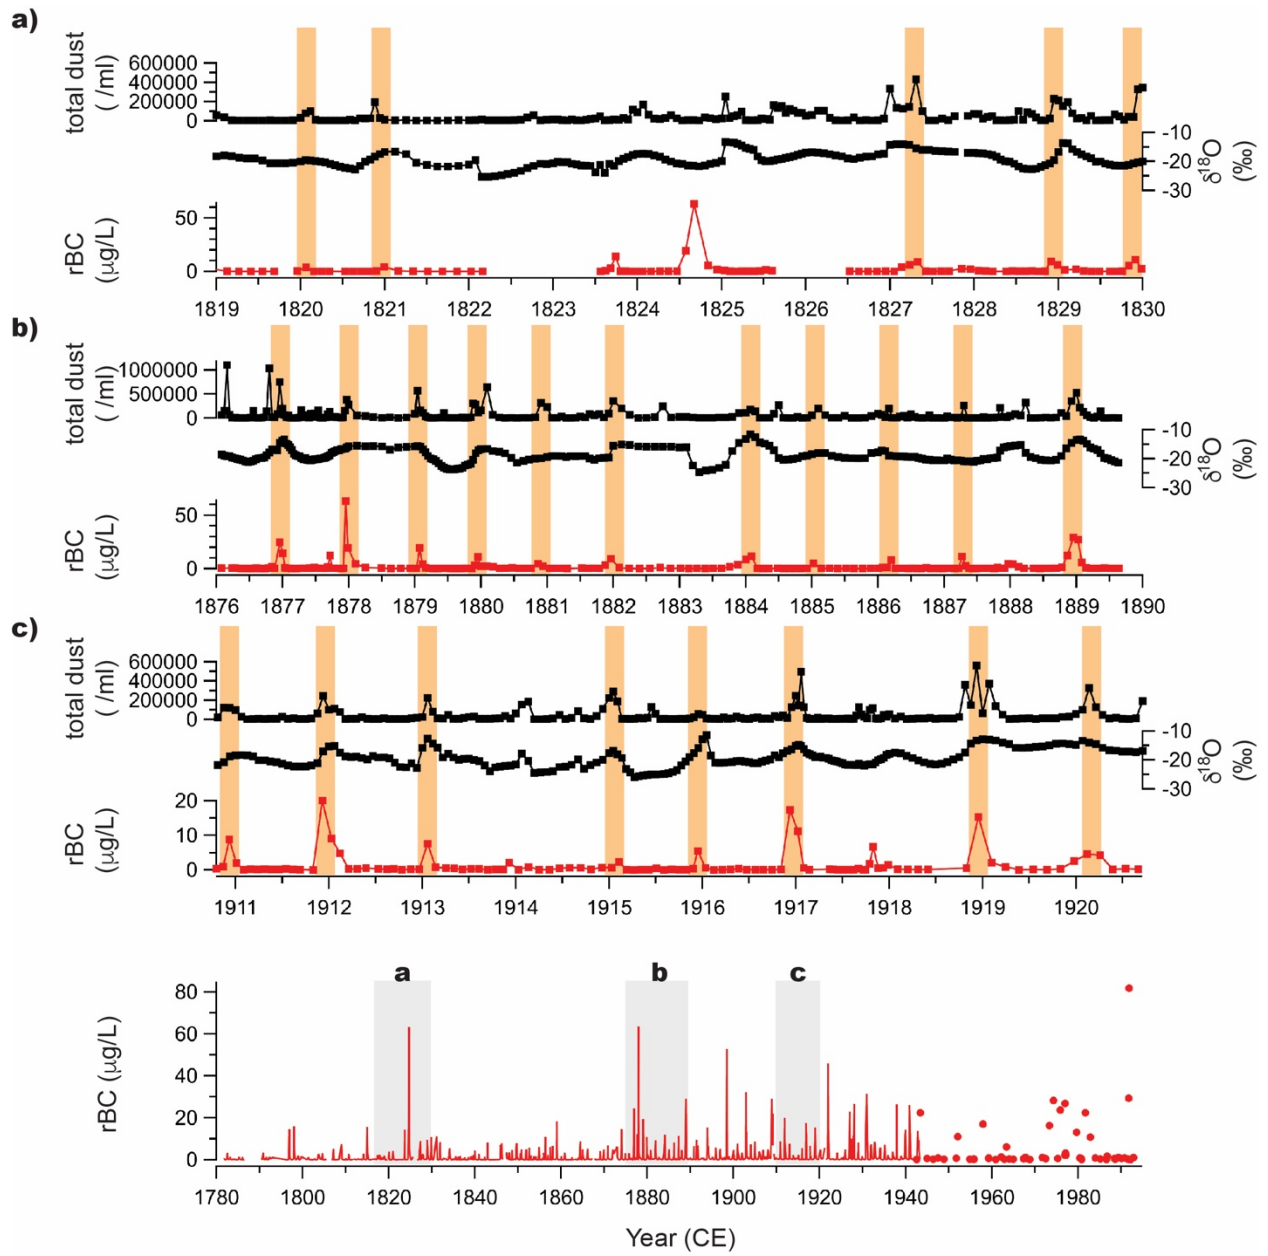 a)
total dust
( /ml)
600000
400000
200000
0
-10
-20
-30
δ18O
(‰)
rBC
(μg/L)
50
0
1819 1820 1821 1822 1823 1824 1825 1826 1827 1828 1829 1830
b)
total dust
( /ml)
1000000
500000
0
-10
-20
-30
δ18O
(‰)
rBC
(μg/L)
50
0
1876 1877 1878 1879 1880 1881 1882 1883 1884 1885 1886 1887 1888 1889 1890
c)
total dust
( /ml)
600000
400000
200000
0
-10
-20
-30
δ18O
(‰)
rBC
(μg/L)
20
10
0
1911 1912 1913 1914 1915 1916 1917 1918 1919 1920
a b c
rBC (μg/L)
80
60
40
20
0
1780 1800 1820 1840 1860 1880 1900 1920 1940 1960 1980
Year (CE)